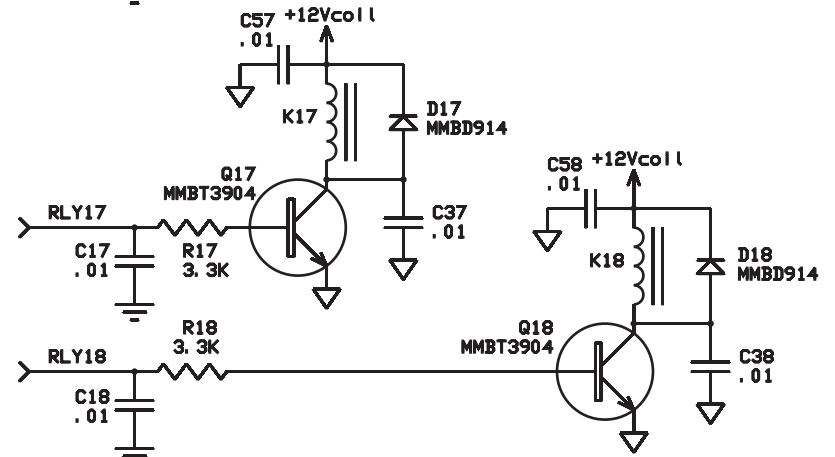 C57 +12Vcoil
.01
K17
D17
MMBD914
Q17
MMBT3904
RLY17
C17
.01
R17
3.3K
C37
.01
C58 +12Vcoil
.01
K18
D18
MMBD914
Q18
MMBT3904
RLY18
R18
3.3K
C18
.01
C38
.01